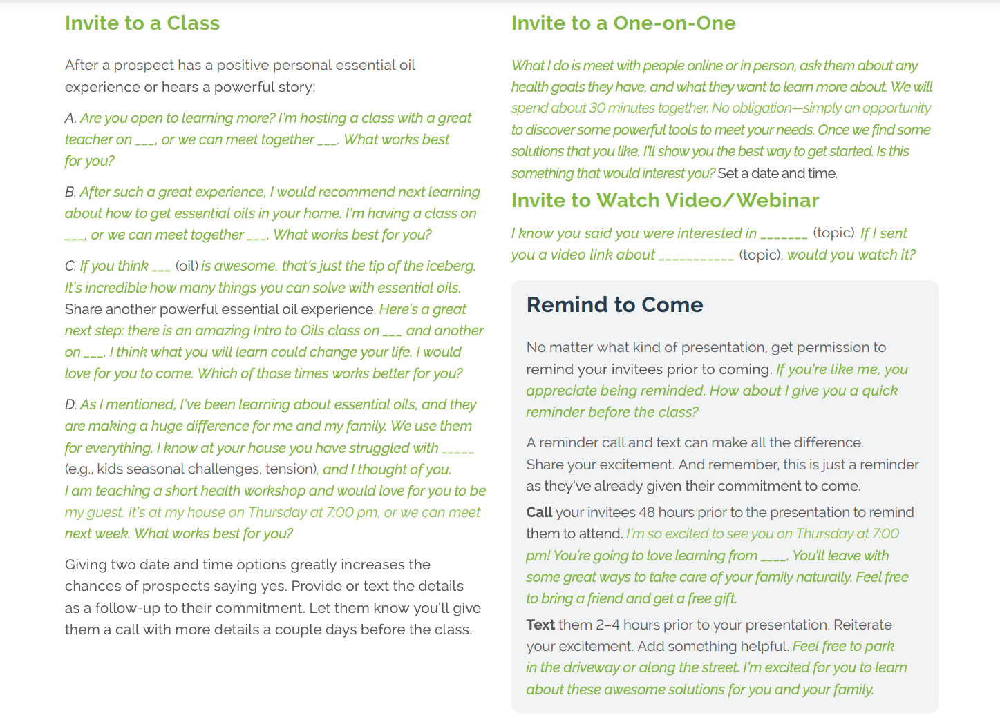 Invite to a Class
After a prospect has a positive personal essential oil
experience or hears a powerful story:
A. Are you open to learning more? I'm hosting a class with a great
teacher on ___, or we can meet together ___. What works best
for you?
B. After such a great experience, I would recommend next learning
about how to get essential oils in your home. I'm having a class on
___, or we can meet together ___. What works best for you?
C. If you think ___ (oil) is awesome, that's just the tip of the iceberg.
It's incredible how many things you can solve with essential oils.
Share another powerful essential oil experience. Here's a great
next step: there is an amazing Intro to Oils class on ___ and another
on ___. I think what you will learn could change your life. I would
love for you to come. Which of those times works better for you?
D. As I mentioned, I've been learning about essential oils, and they
are making a huge difference for me and my family. We use them
for everything. I know at your house you have struggled with _____
(e.g., kids seasonal challenges, tension), and I thought of you.
I am teaching a short health workshop and would love for you to be
my guest. It's at my house on Thursday at 7:00 pm, or we can meet
next week. What works best for you?
Giving two date and time options greatly increases the
chances of prospects saying yes. Provide or text the details
as a follow-up to their commitment. Let them know you'll give
them a call with more details a couple days before the class.
Invite to a One-on-One
What I do is meet with people online or in person, ask them about any
health goals they have, and what they want to learn more about. We will
spend about 30 minutes together. No obligation—simply an opportunity
to discover some powerful tools to meet your needs. Once we find some
solutions that you like, I'll show you the best way to get started. Is this
something that would interest you? Set a date and time.
Invite to Watch Video/Webinar
I know you said you were interested in _______ (topic). If I sent
you a video link about ___________ (topic), would you watch it?
Remind to Come
No matter what kind of presentation, get permission to
remind your invitees prior to coming. If you're like me, you
appreciate being reminded. How about I give you a quick
reminder before the class?
A reminder call and text can make all the difference.
Share your excitement. And remember, this is just a reminder
as they've already given their commitment to come.
Call your invitees 48 hours prior to the presentation to remind
them to attend. I'm so excited to see you on Thursday at 7:00
pm! You're going to love learning from ____. You'll leave with
some great ways to take care of your family naturally. Feel free
to bring a friend and get a free gift.
Text them 2–4 hours prior to your presentation. Reiterate
your excitement. Add something helpful. Feel free to park
in the driveway or along the street. I'm excited for you to learn
about these awesome solutions for you and your family.